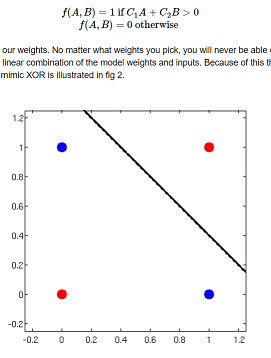 f(A, B) = 1 if C₁A + C₂B > 0
f(A, B) = 0 otherwise
our weights. No matter what weights you pick, you will never be able
linear combination of the model weights and inputs. Because of this
mimic XOR is illustrated in fig 2.
1.2
1
0.8
0.6
0.4
0.2
0
-0.2
-0.2 0 0.2 0.4 0.6 0.8 1 1.2